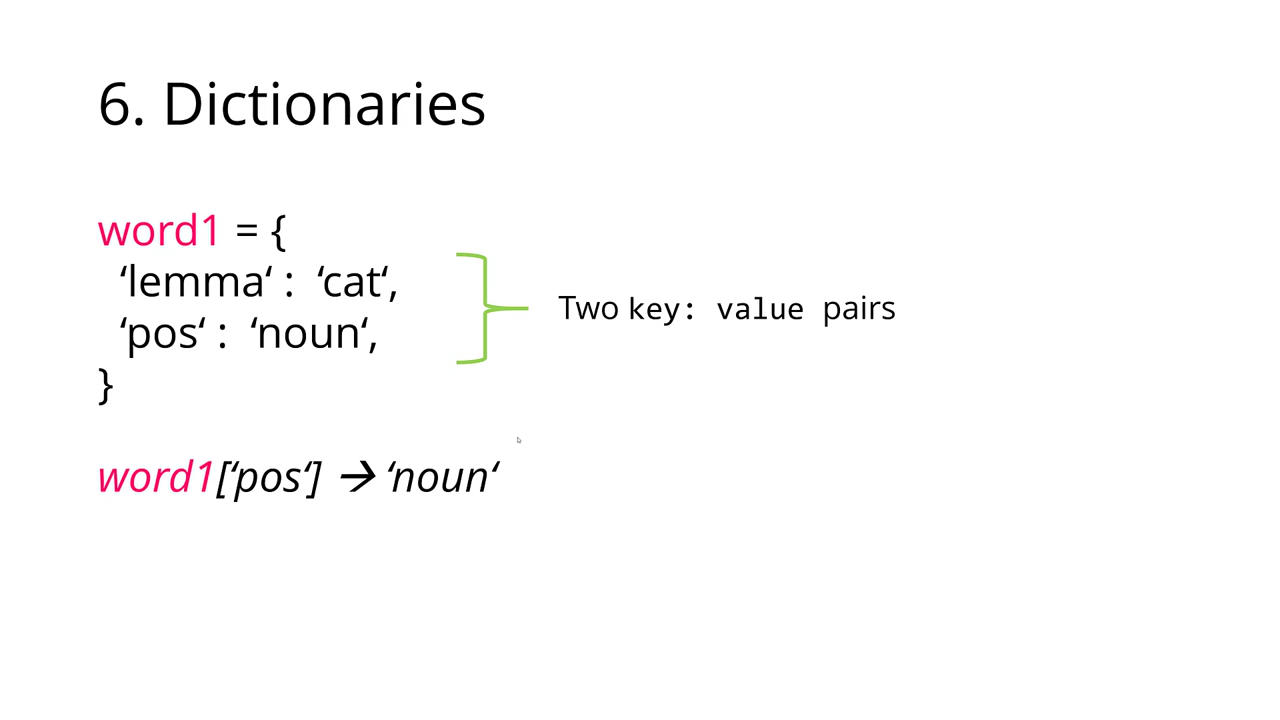 6. Dictionaries
word1 = {
‘lemma‘ : ‘cat‘,
‘pos‘ : ‘noun‘,
}
Two key: value pairs
word1[‘pos‘] → ‘noun‘